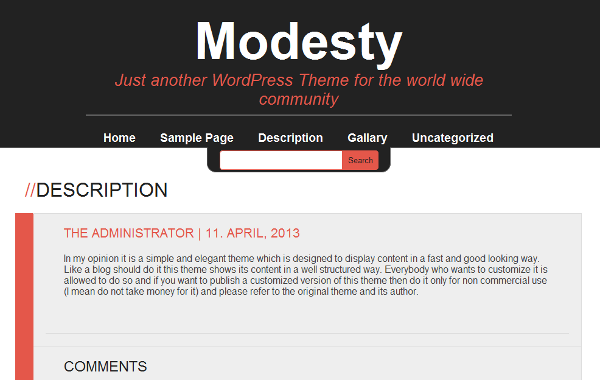 Modesty
Just another WordPress Theme for the world wide
community
Home Sample Page Description Gallary Uncategorized
Search
//DESCRIPTION
THE ADMINISTRATOR | 11. APRIL, 2013
In my opinion it is a simple and elegant theme which is designed to display content in a fast and good looking way.
Like a blog should do it this theme shows its content in a well structured way. Everybody who wants to customize it is
allowed to do so and if you want to publish a customized version of this theme then do it only for non commercial use
(I mean do not take money for it) and please refer to the original theme and its author.
COMMENTS